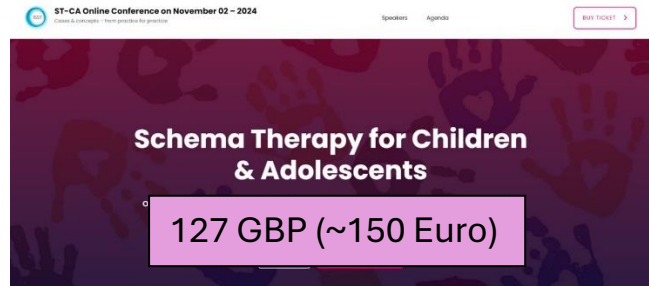 ST-CA Online Conference on November 02 – 2024
Cases & concepts - from practice for practice
Speakers
Agenda
BUY TICKET
Schema Therapy for Children
& Adolescents
127 GBP (~150 Euro)